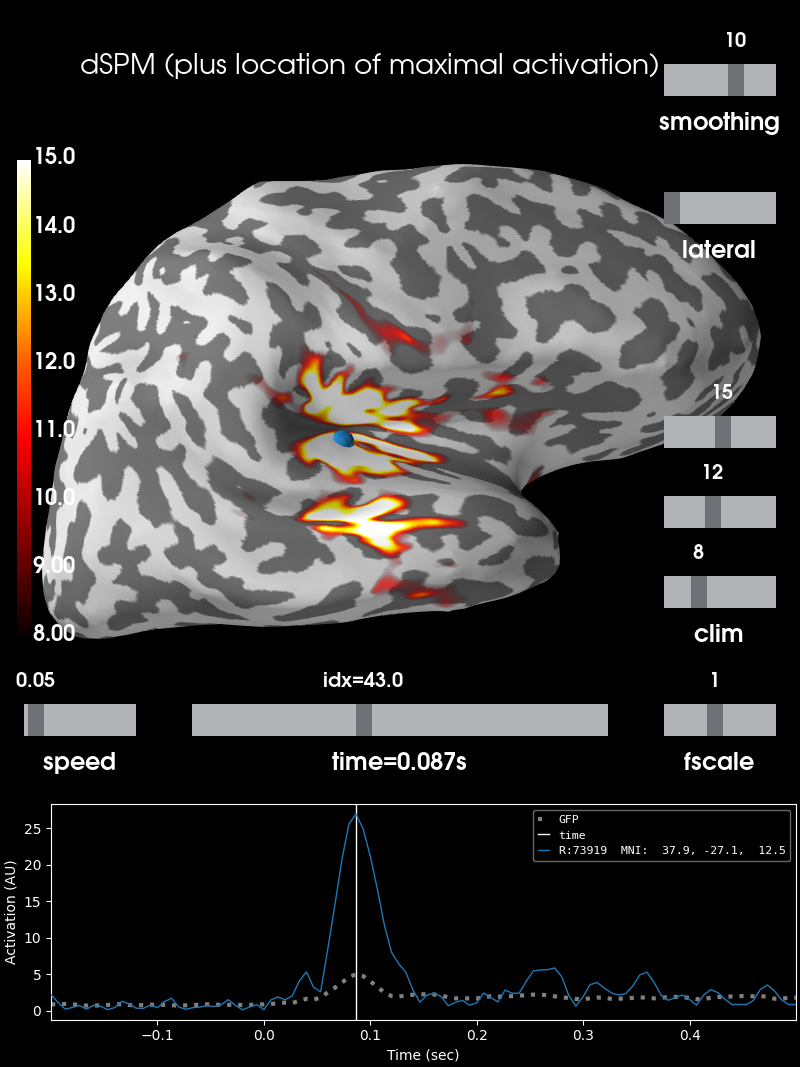 10
dSPM (plus location of maximal activation)
smoothing
15.0
14.0
lateral
13.0
12.0
15
11.0
12
10.0
8
9.00
8.00
clim
0.05
idx=43.0
1
speed
time=0.087s
fscale
GFP
time
R:73919 MNI: 37.9, -27.1, 12.5
Activation (AU)
25
20
15
10
5
0
−0.1 0.0 0.1 0.2 0.3 0.4
Time (sec)